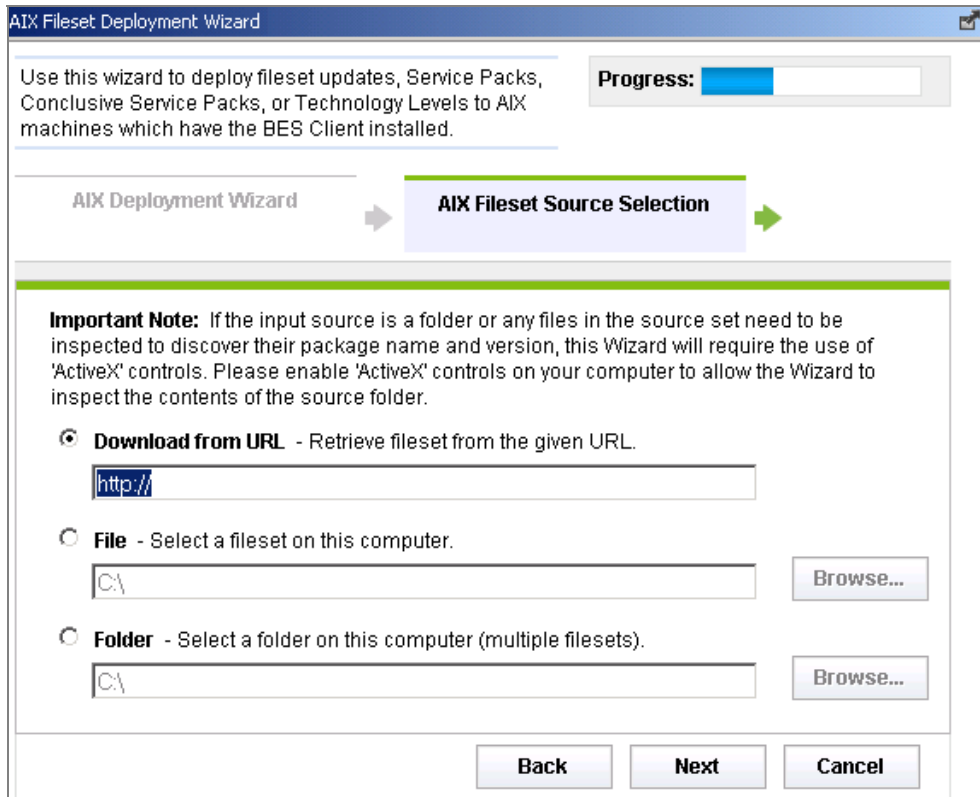 AIX Fileset Deployment Wizard
Use this wizard to deploy fileset updates, Service Packs,
Conclusive Service Packs, or Technology Levels to AIX
machines which have the BES Client installed.
Progress:
AIX Deployment Wizard
AIX Fileset Source Selection
Important Note: If the input source is a folder or any files in the source set need to be
inspected to discover their package name and version, this Wizard will require the use of
'ActiveX' controls. Please enable 'ActiveX' controls on your computer to allow the Wizard to
inspect the contents of the source folder.
Download from URL - Retrieve fileset from the given URL.
http://
File - Select a fileset on this computer.
C:\
Browse...
Folder - Select a folder on this computer (multiple filesets).
C:\
Browse...
Back
Next
Cancel